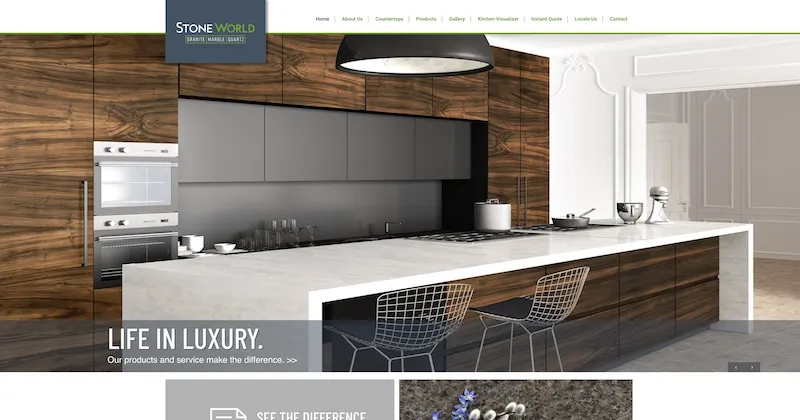 STONE WORLD
GRANITE | MARBLE | QUARTZ
Home | About Us | Countertops | Products | Gallery | Kitchen Visualizer | Instant Quote | Locate Us | Contact
LIFE IN LUXURY.
Our products and service make the difference. >>
SEE THE DIFFERENCE